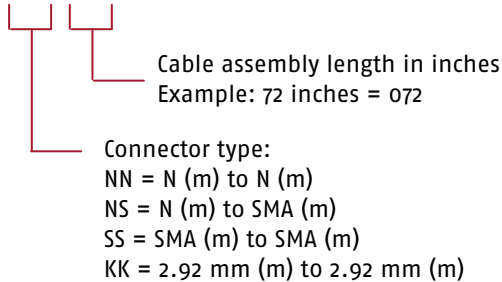 Cable assembly length in inches
Example: 72 inches = 072
Connector type:
NN = N (m) to N (m)
NS = N (m) to SMA (m)
SS = SMA (m) to SMA (m)
KK = 2.92 mm (m) to 2.92 mm (m)